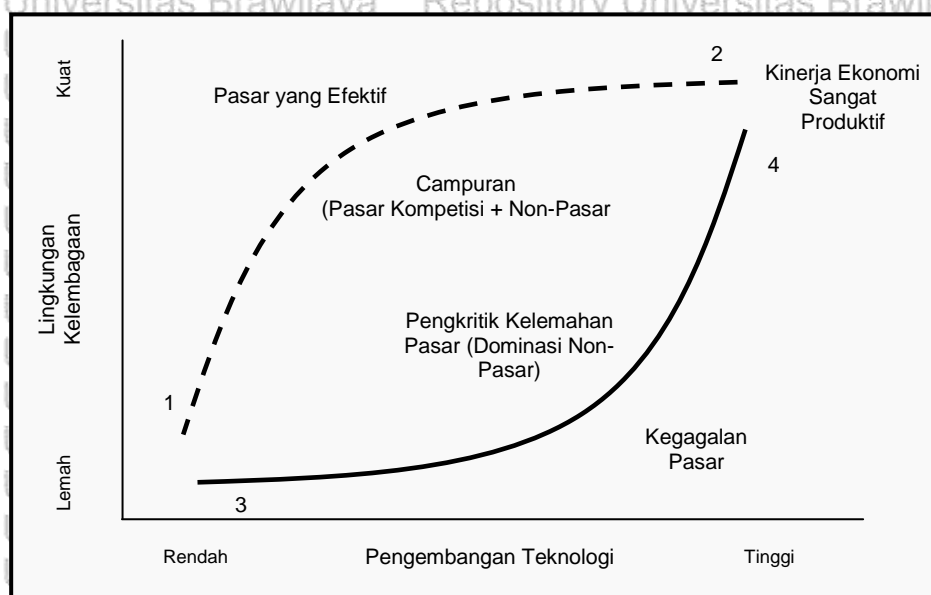 Universitas Brawijaya Repository Universitas Brawijaya
Kuat
2
Pasar yang Efektif
Kinerja Ekonomi
Sangat
Produktif
4
Campuran
(Pasar Kompetisi + Non-Pasar
Lingkungan
Kelembagaan
Pengkritik Kelemahan
Pasar (Dominasi Non-
Pasar)
1
Kegagalan
Pasar
Lemah
3
Rendah
Pengembangan Teknologi
Tinggi